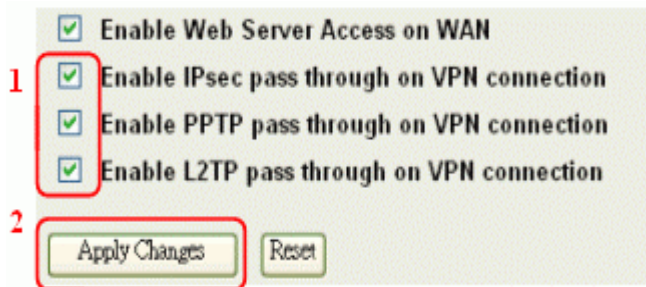 Enable Web Server Access on WAN
1 Enable IPsec pass through on VPN connection
Enable PPTP pass through on VPN connection
Enable L2TP pass through on VPN connection
2
Apply Changes Reset